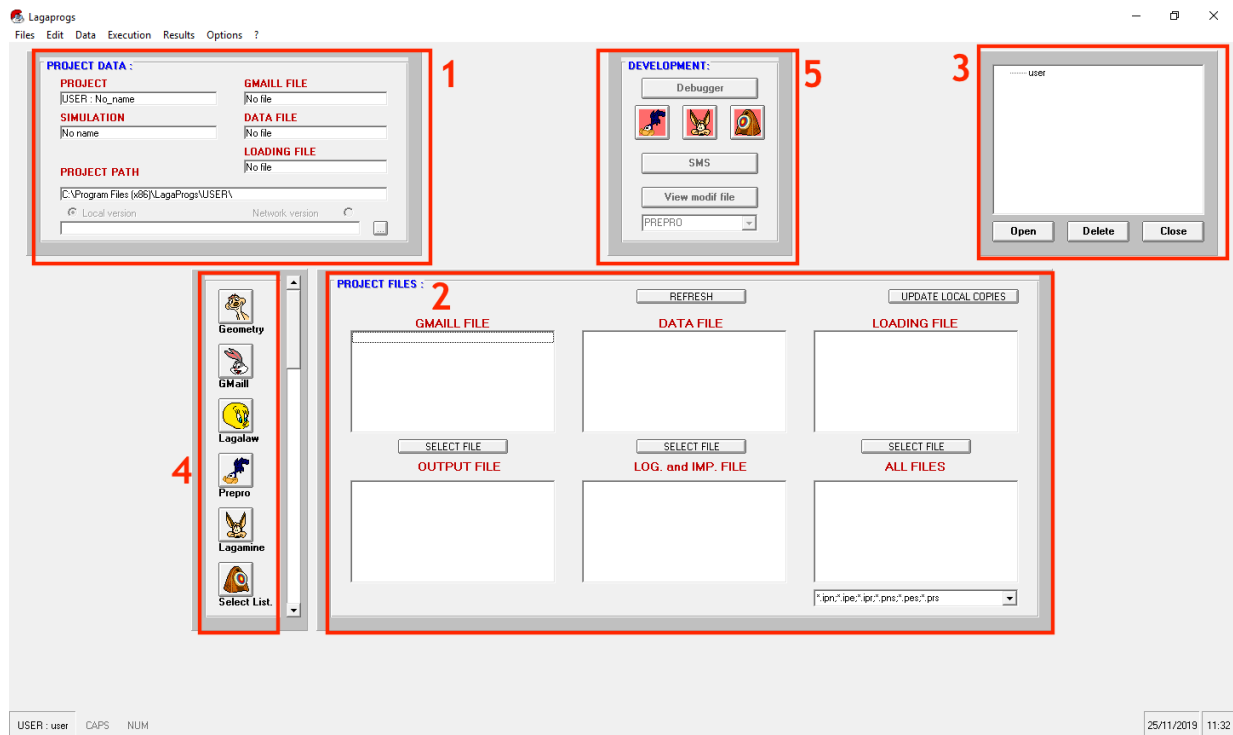 Lagaprogs
Files Edit Data Execution Results Options ?
PROJECT DATA :
1
PROJECT
GMAILL FILE
USER : No_name
No file
SIMULATION
DATA FILE
No name
No file
LOADING FILE
No file
PROJECT PATH
C:\Program Files (x86)\LagaProgs\USER\
Local version
Network version
...
DEVELOPMENT:
5
Debugger
SMS
View modif file
PREPRO
3
user
Open
Delete
Close
4
Geometry
GMaill
Lagalaw
Prepro
Lagamine
Select List.
PROJECT FILES :
2
REFRESH
UPDATE LOCAL COPIES
GMAILL FILE
DATA FILE
LOADING FILE
SELECT FILE
SELECT FILE
SELECT FILE
OUTPUT FILE
LOG. and IMP. FILE
ALL FILES
*.ipn;*.ipe;*.ipr;*.pns;*.pes;*.prs
USER : user
CAPS
NUM
25/11/2019
11:32